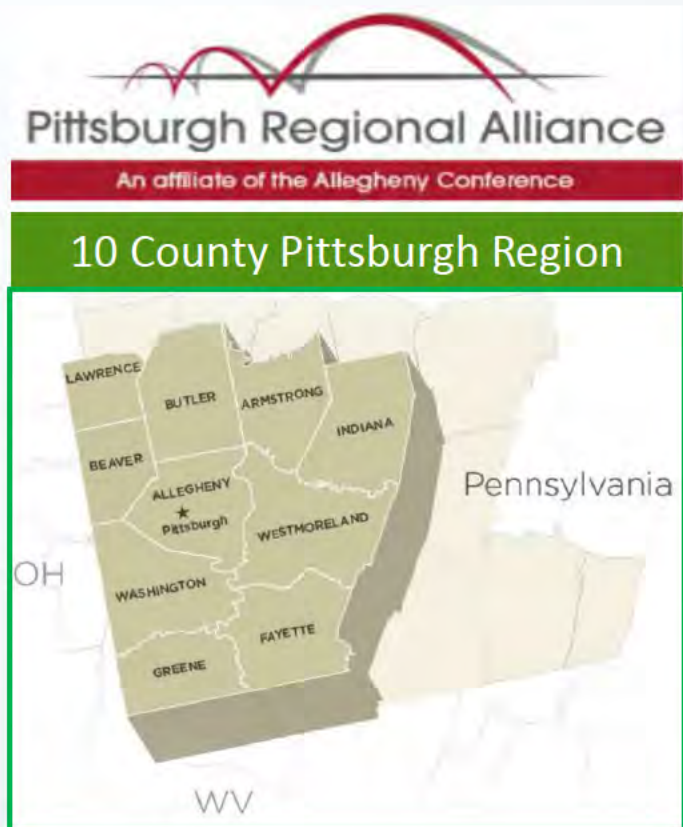 Pittsburgh Regional Alliance
An affiliate of the Allegheny Conference
10 County Pittsburgh Region
LAWRENCE
BUTLER
ARMSTRONG
INDIANA
BEAVER
ALLEGHENY
Pittsburgh
Pennsylvania
WESTMORELAND
OH
WASHINGTON
FAYETTE
GREENE
WV